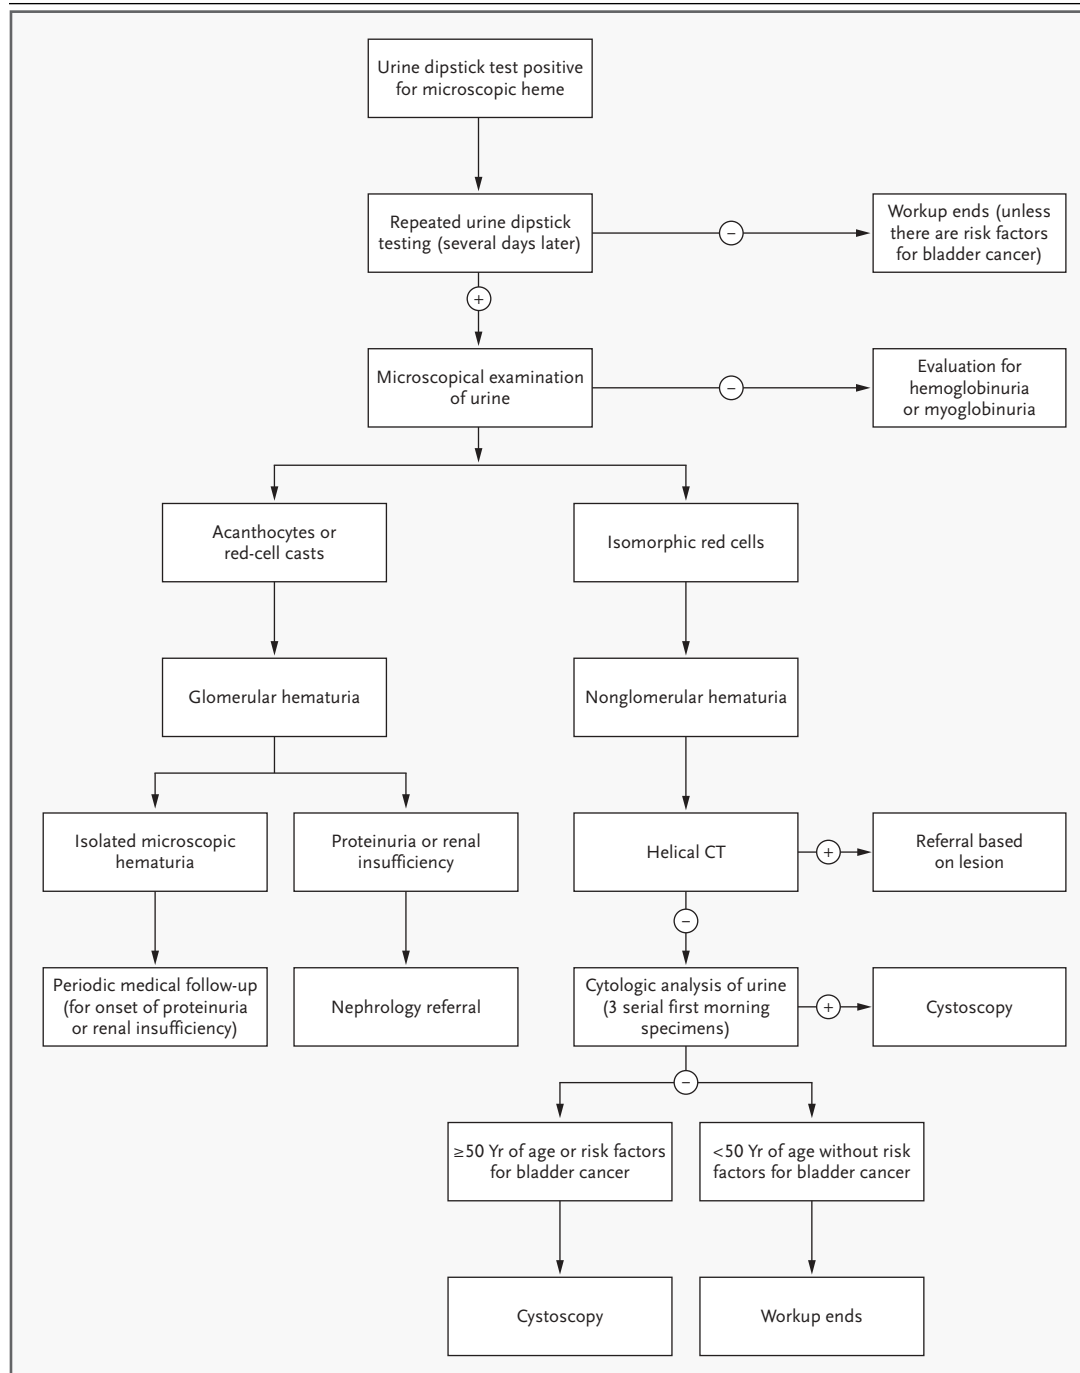 Urine dipstick test positive
for microscopic heme
Repeated urine dipstick
testing (several days later)
−
Workup ends (unless
there are risk factors
for bladder cancer)
+
Microscopical examination
of urine
−
Evaluation for
hemoglobinuria
or myoglobinuria
Acanthocytes or
red-cell casts
Isomorphic red cells
Glomerular hematuria
Nonglomerular hematuria
Isolated microscopic
hematuria
Proteinuria or renal
insufficiency
Helical CT
+
Referral based
on lesion
−
Periodic medical follow-up
(for onset of proteinuria
or renal insufficiency)
Nephrology referral
Cytologic analysis of urine
(3 serial first morning
specimens)
+
Cystoscopy
−
≥50 Yr of age or risk factors
for bladder cancer
<50 Yr of age without risk
factors for bladder cancer
Cystoscopy
Workup ends